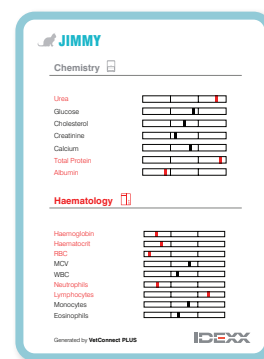 JIMMY
Chemistry
Urea
Glucose
Cholesterol
Creatinine
Calcium
Total Protein
Albumin
Haematology
Haemoglobin
Haematocrit
RBC
MCV
WBC
Neutrophils
Lymphocytes
Monocytes
Eosinophils
Generated by VetConnect PLUS
IDEXX